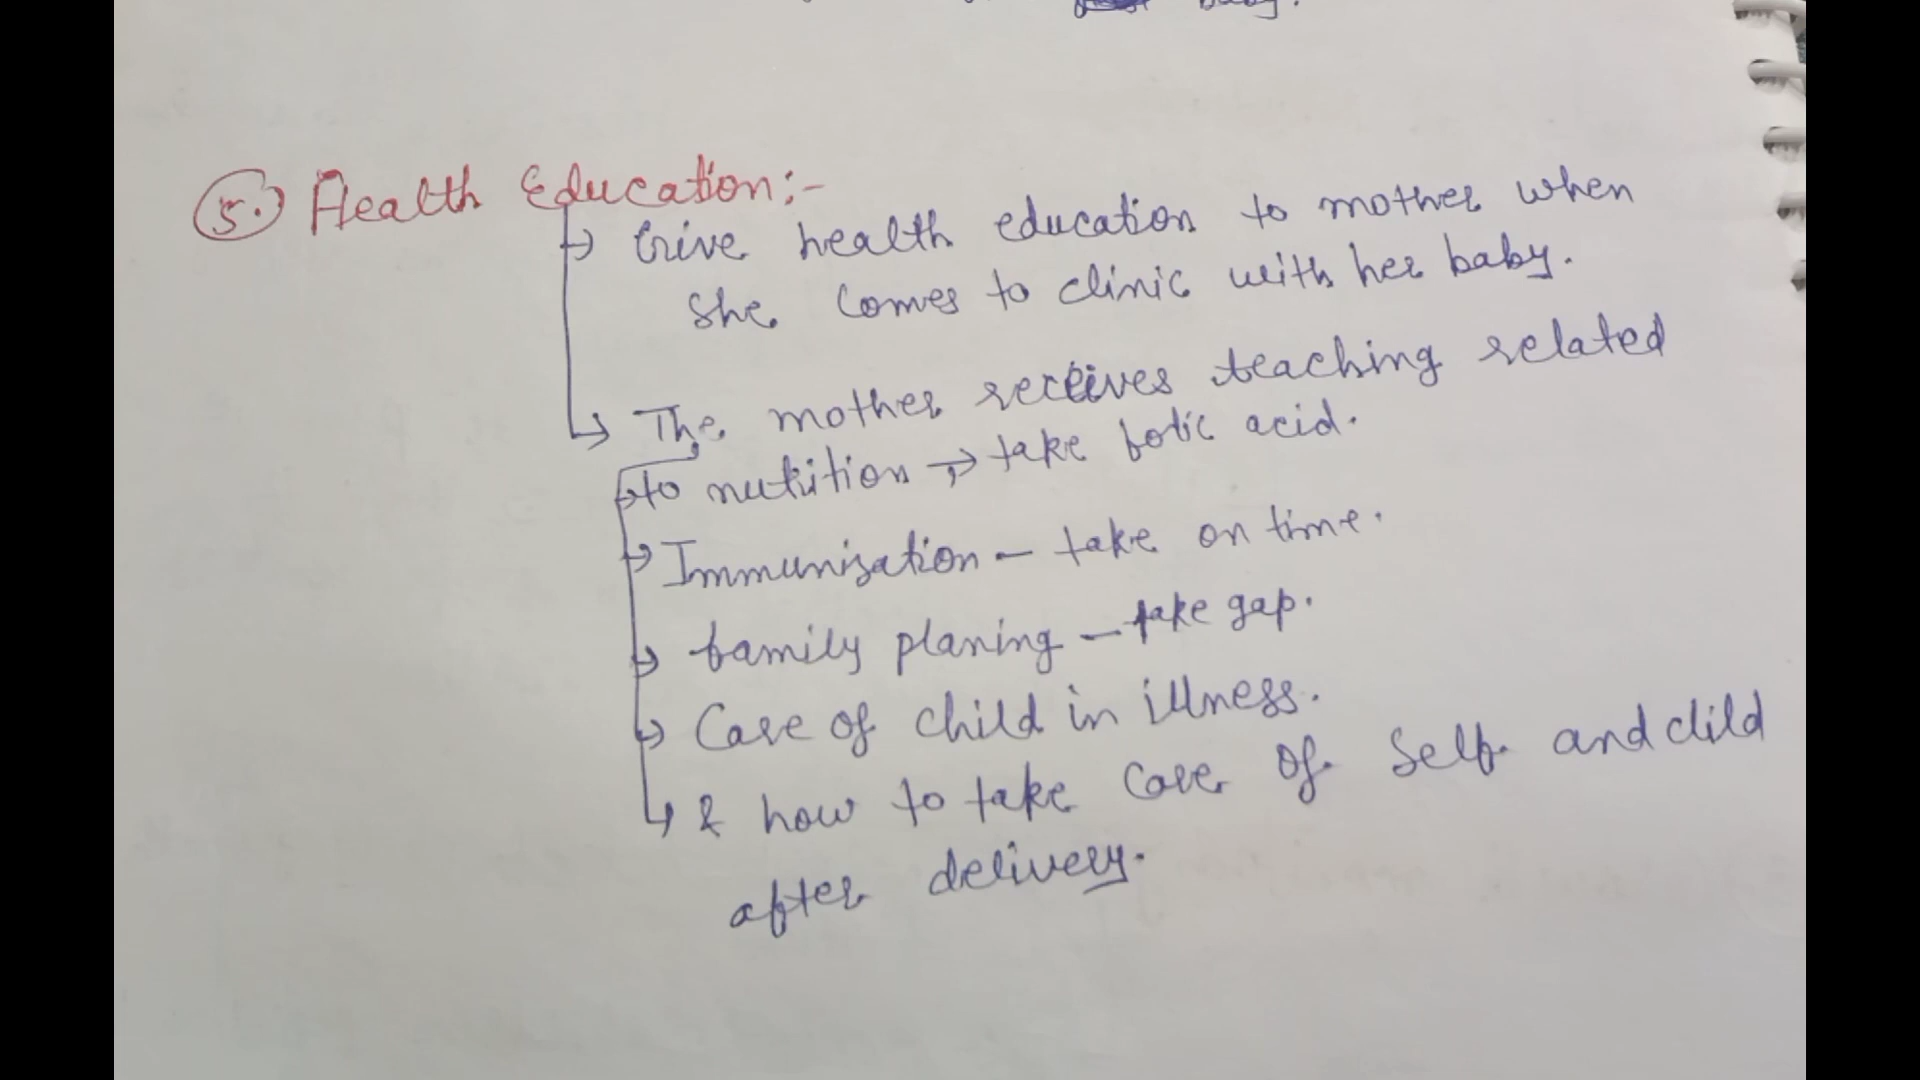 baby.
5. Health Education:-
→ Give health education to mother when
she comes to clinic with her baby.
→ The mother receives teaching related
→ to nutrition → take folic acid.
→ Immunisation - take on time.
→ family planing - take gap.
→ Care of child in illness.
→ & how to take care of self and clild
after delivery.